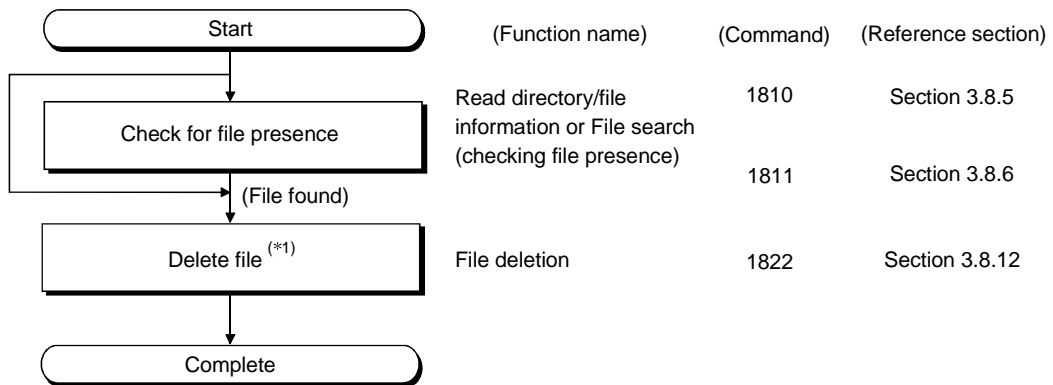 Start
(Function name) (Command) (Reference section)
Check for file presence
Read directory/file
information or File search
(checking file presence)
1810 Section 3.8.5
1811 Section 3.8.6
(File found)
Delete file (*1)
File deletion 1822 Section 3.8.12
Complete